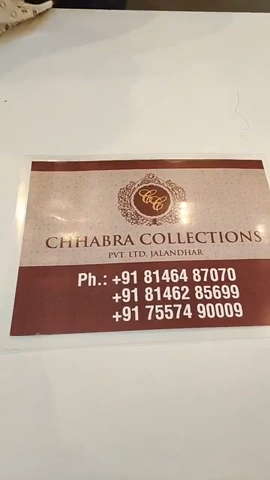 CC
CHHABRA COLLECTIONS
PVT. LTD. JALANDHAR
Ph.: +91 81464 87070
+91 81462 85699
+91 75574 90009